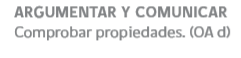 ARGUMENTAR Y COMUNICAR
Comprobar propiedades. (OA d)